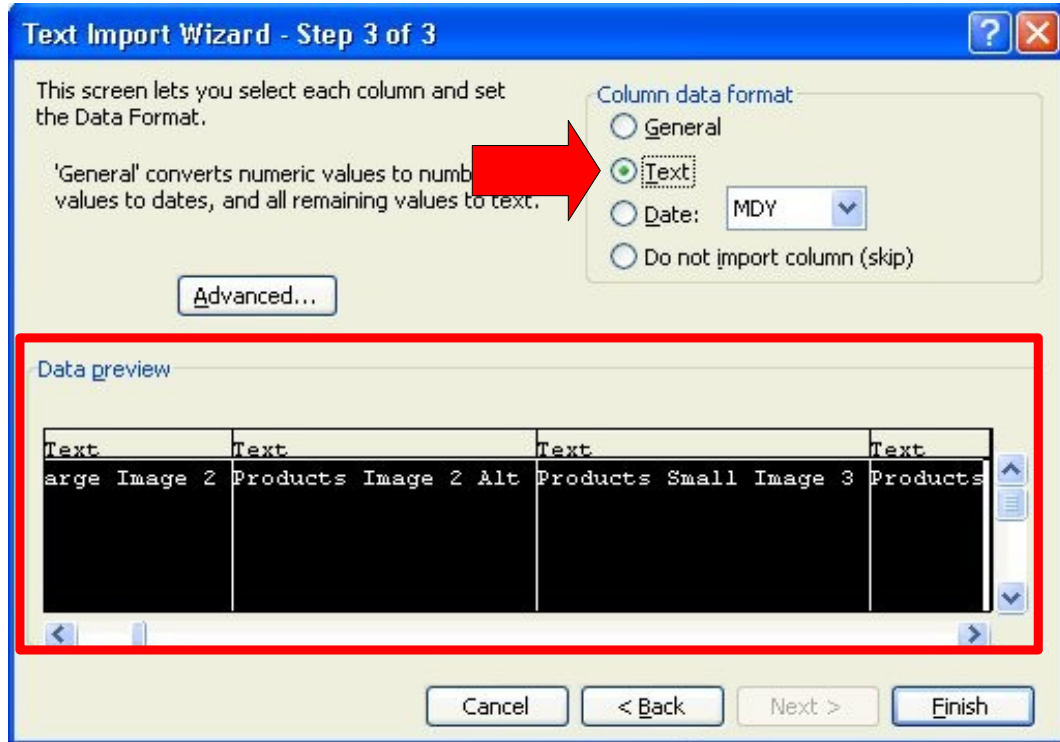 Text Import Wizard - Step 3 of 3
This screen lets you select each column and set
the Data Format.
'General' converts numeric values to numb
values to dates, and all remaining values to text.
Advanced...
Column data format
General
Text
Date: MDY
Do not import column (skip)
Data preview
Text Text Text Text
arge Image 2 Products Image 2 Alt Products Small Image 3 Products
Cancel < Back Next > Finish